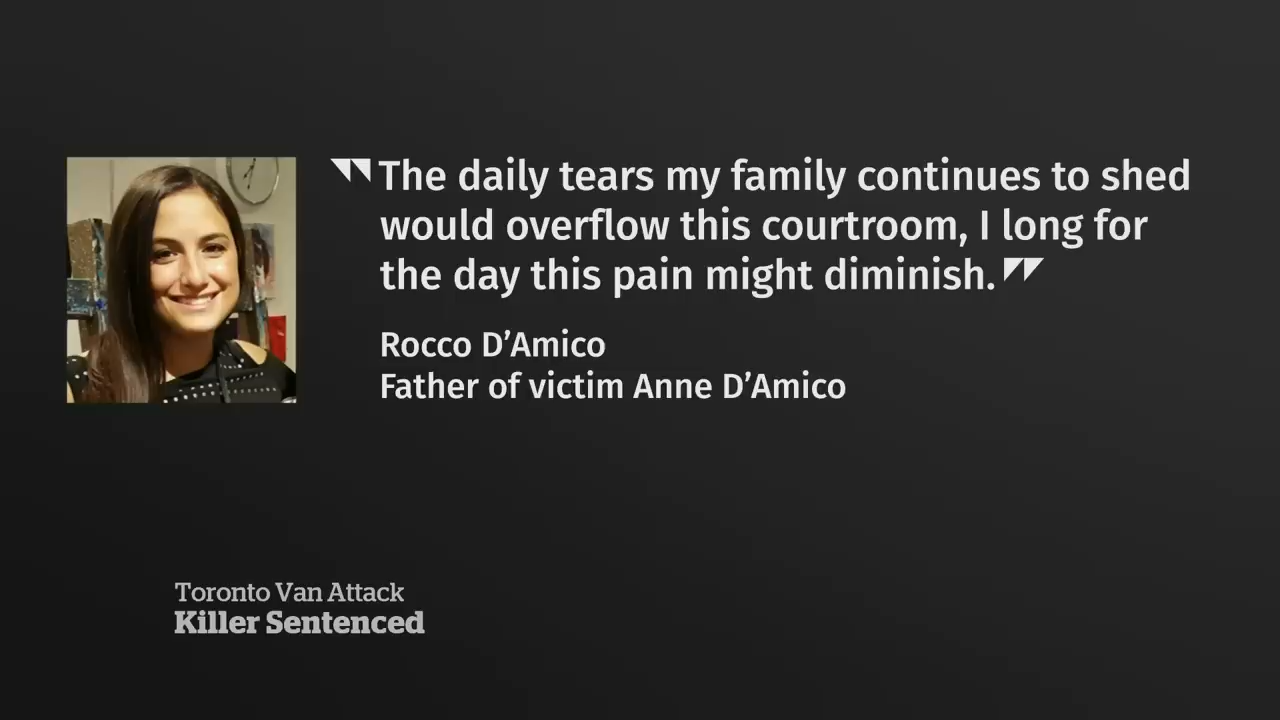 "The daily tears my family continues to shed
would overflow this courtroom, I long for
the day this pain might diminish."
Rocco D’Amico
Father of victim Anne D’Amico
Toronto Van Attack
Killer Sentenced